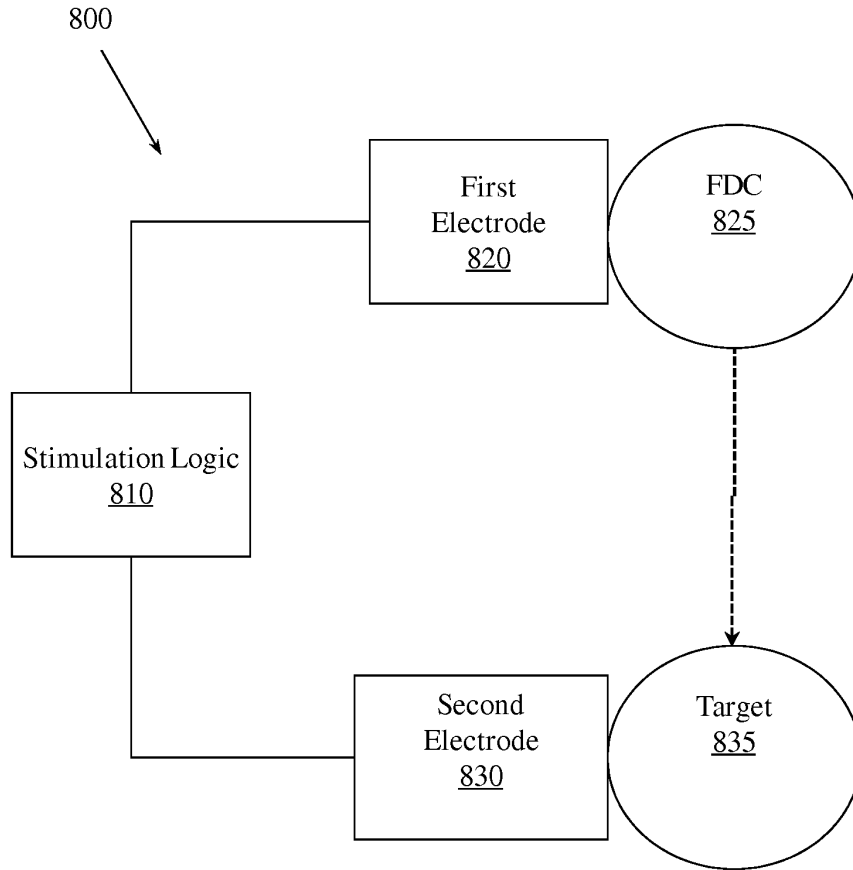 800
First
Electrode
820
FDC
825
Stimulation Logic
810
Second
Electrode
830
Target
835